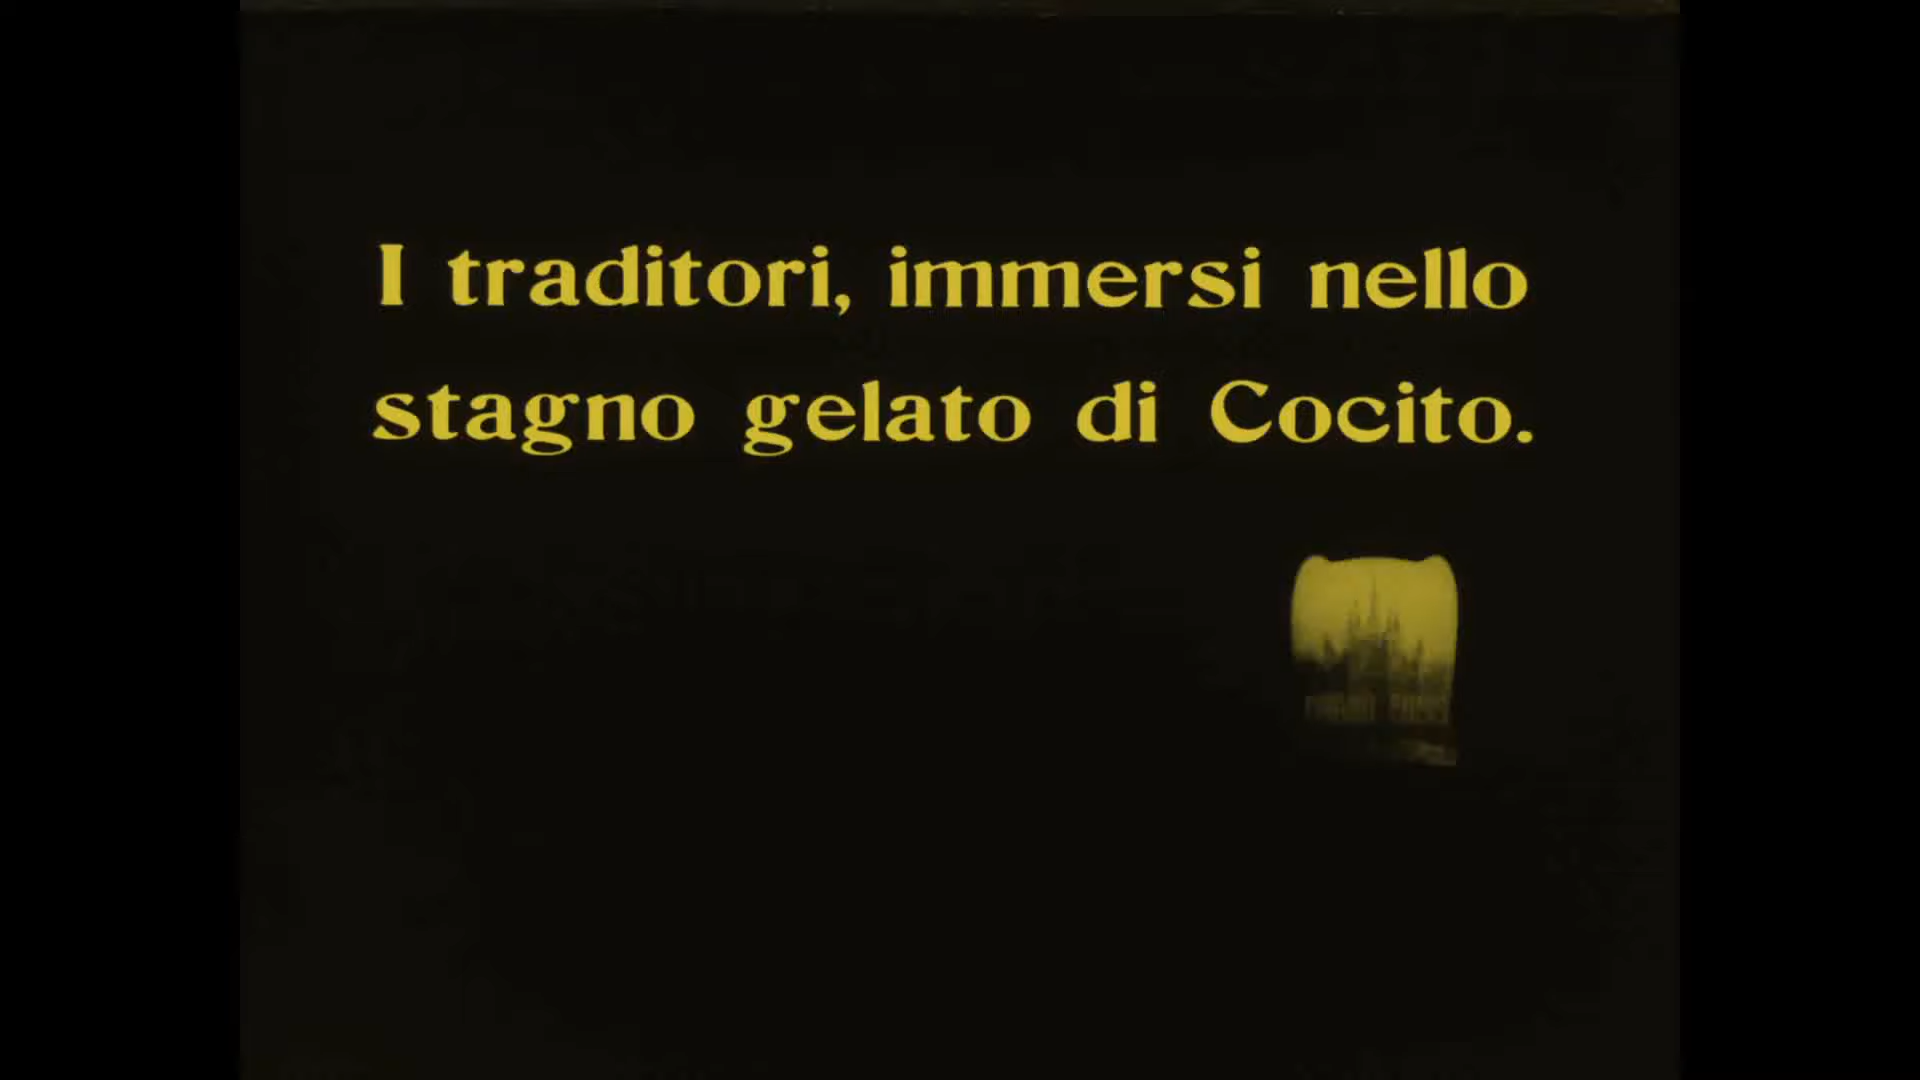 I traditori, immersi nello
stagno gelato di Cocito.